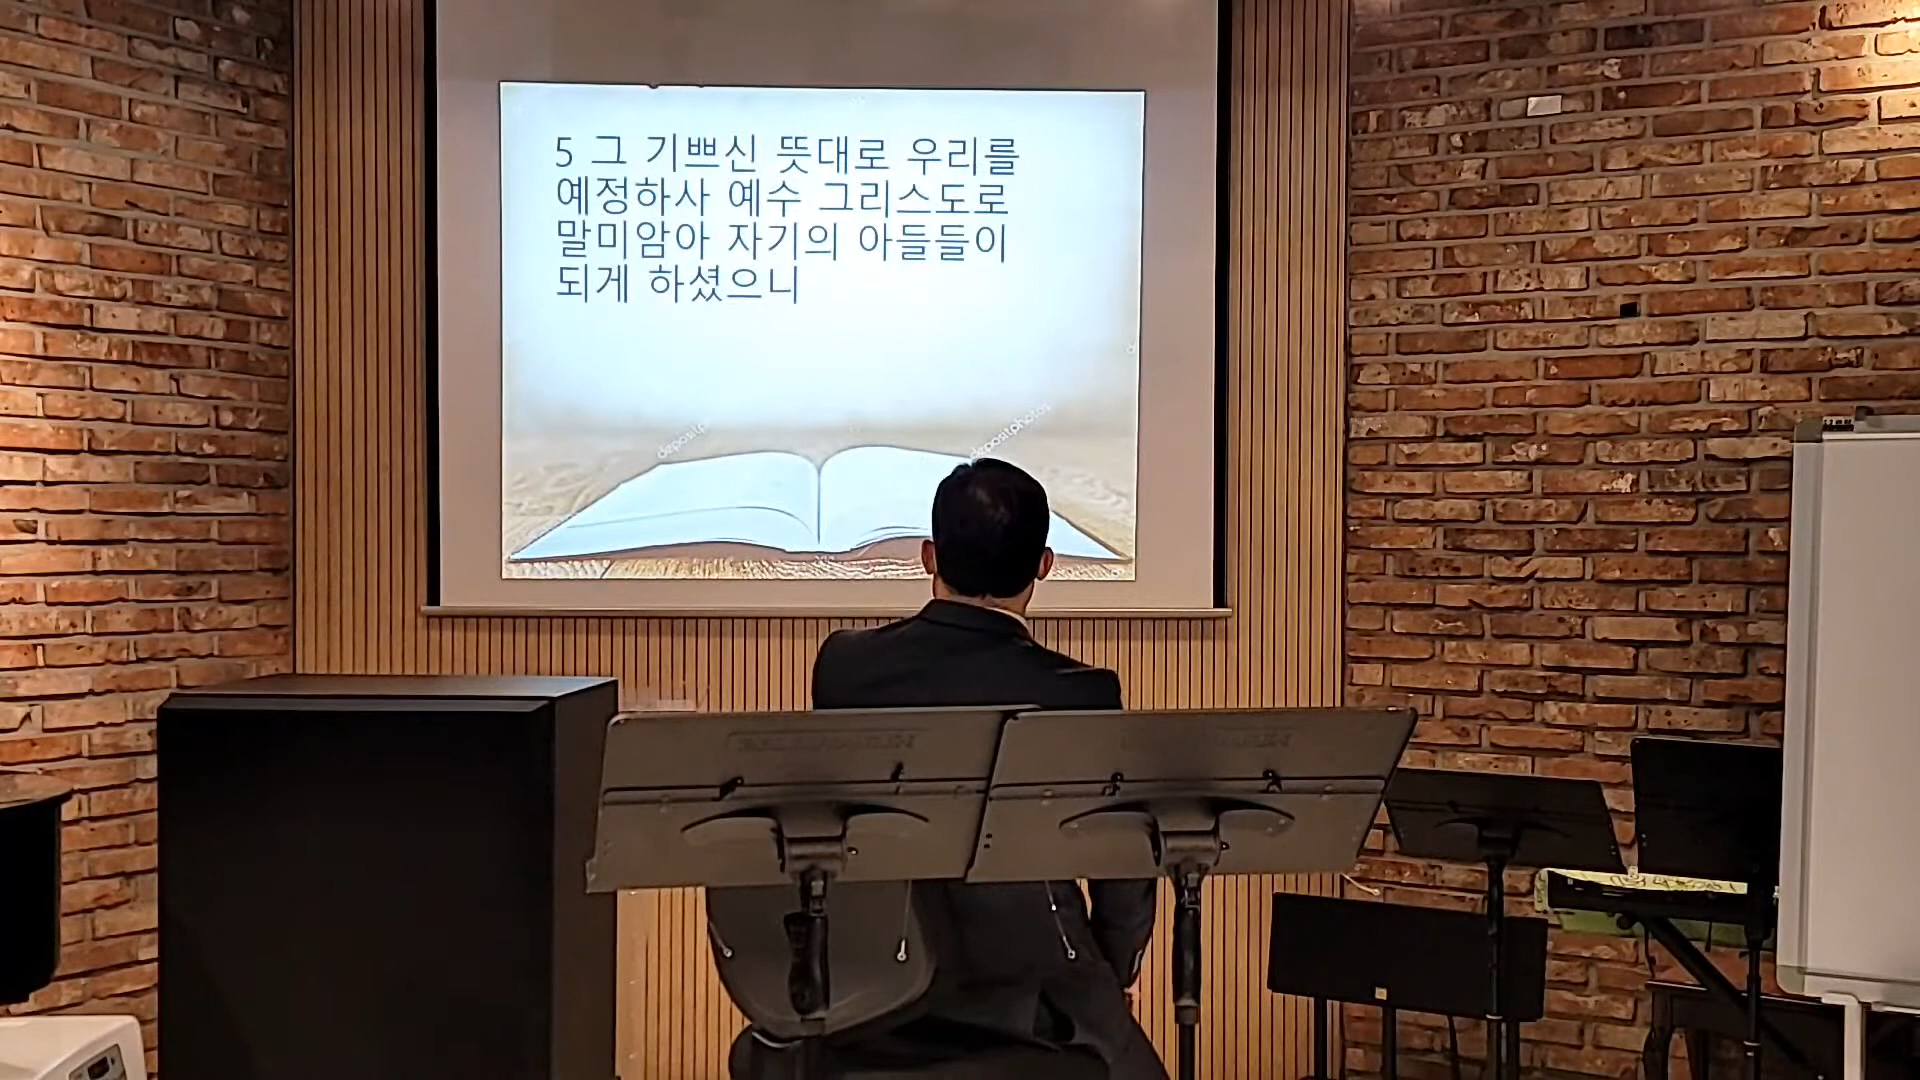 5 그 기쁘신 뜻대로 우리를
예정하사 예수 그리스도로
말미암아 자기의 아들들이
되게 하셨으니
depositphotos